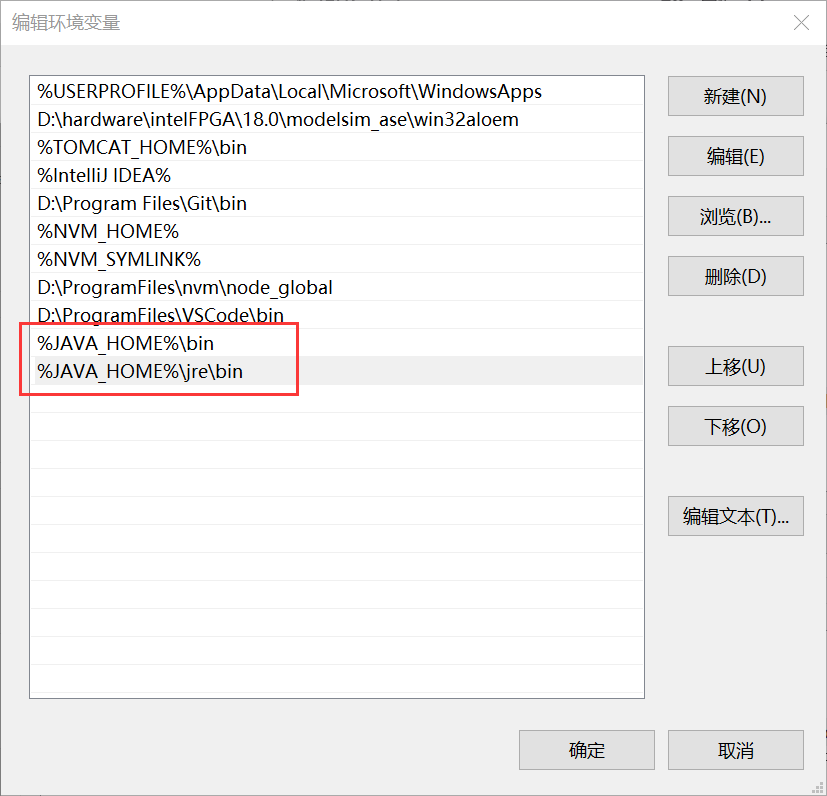 编辑环境变量
%USERPROFILE%\AppData\Local\Microsoft\WindowsApps
D:\hardware\intelFPGA\18.0\modelsim_ase\win32aloem
%TOMCAT_HOME%\bin
%IntelliJ IDEA%
D:\Program Files\Git\bin
%NVM_HOME%
%NVM_SYMLINK%
D:\ProgramFiles\nvm\node_global
D:\ProgramFiles\VSCode\bin
%JAVA_HOME%\bin
%JAVA_HOME%\jre\bin
新建(N)
编辑(E)
浏览(B)...
删除(D)
上移(U)
下移(O)
编辑文本(T)...
确定
取消